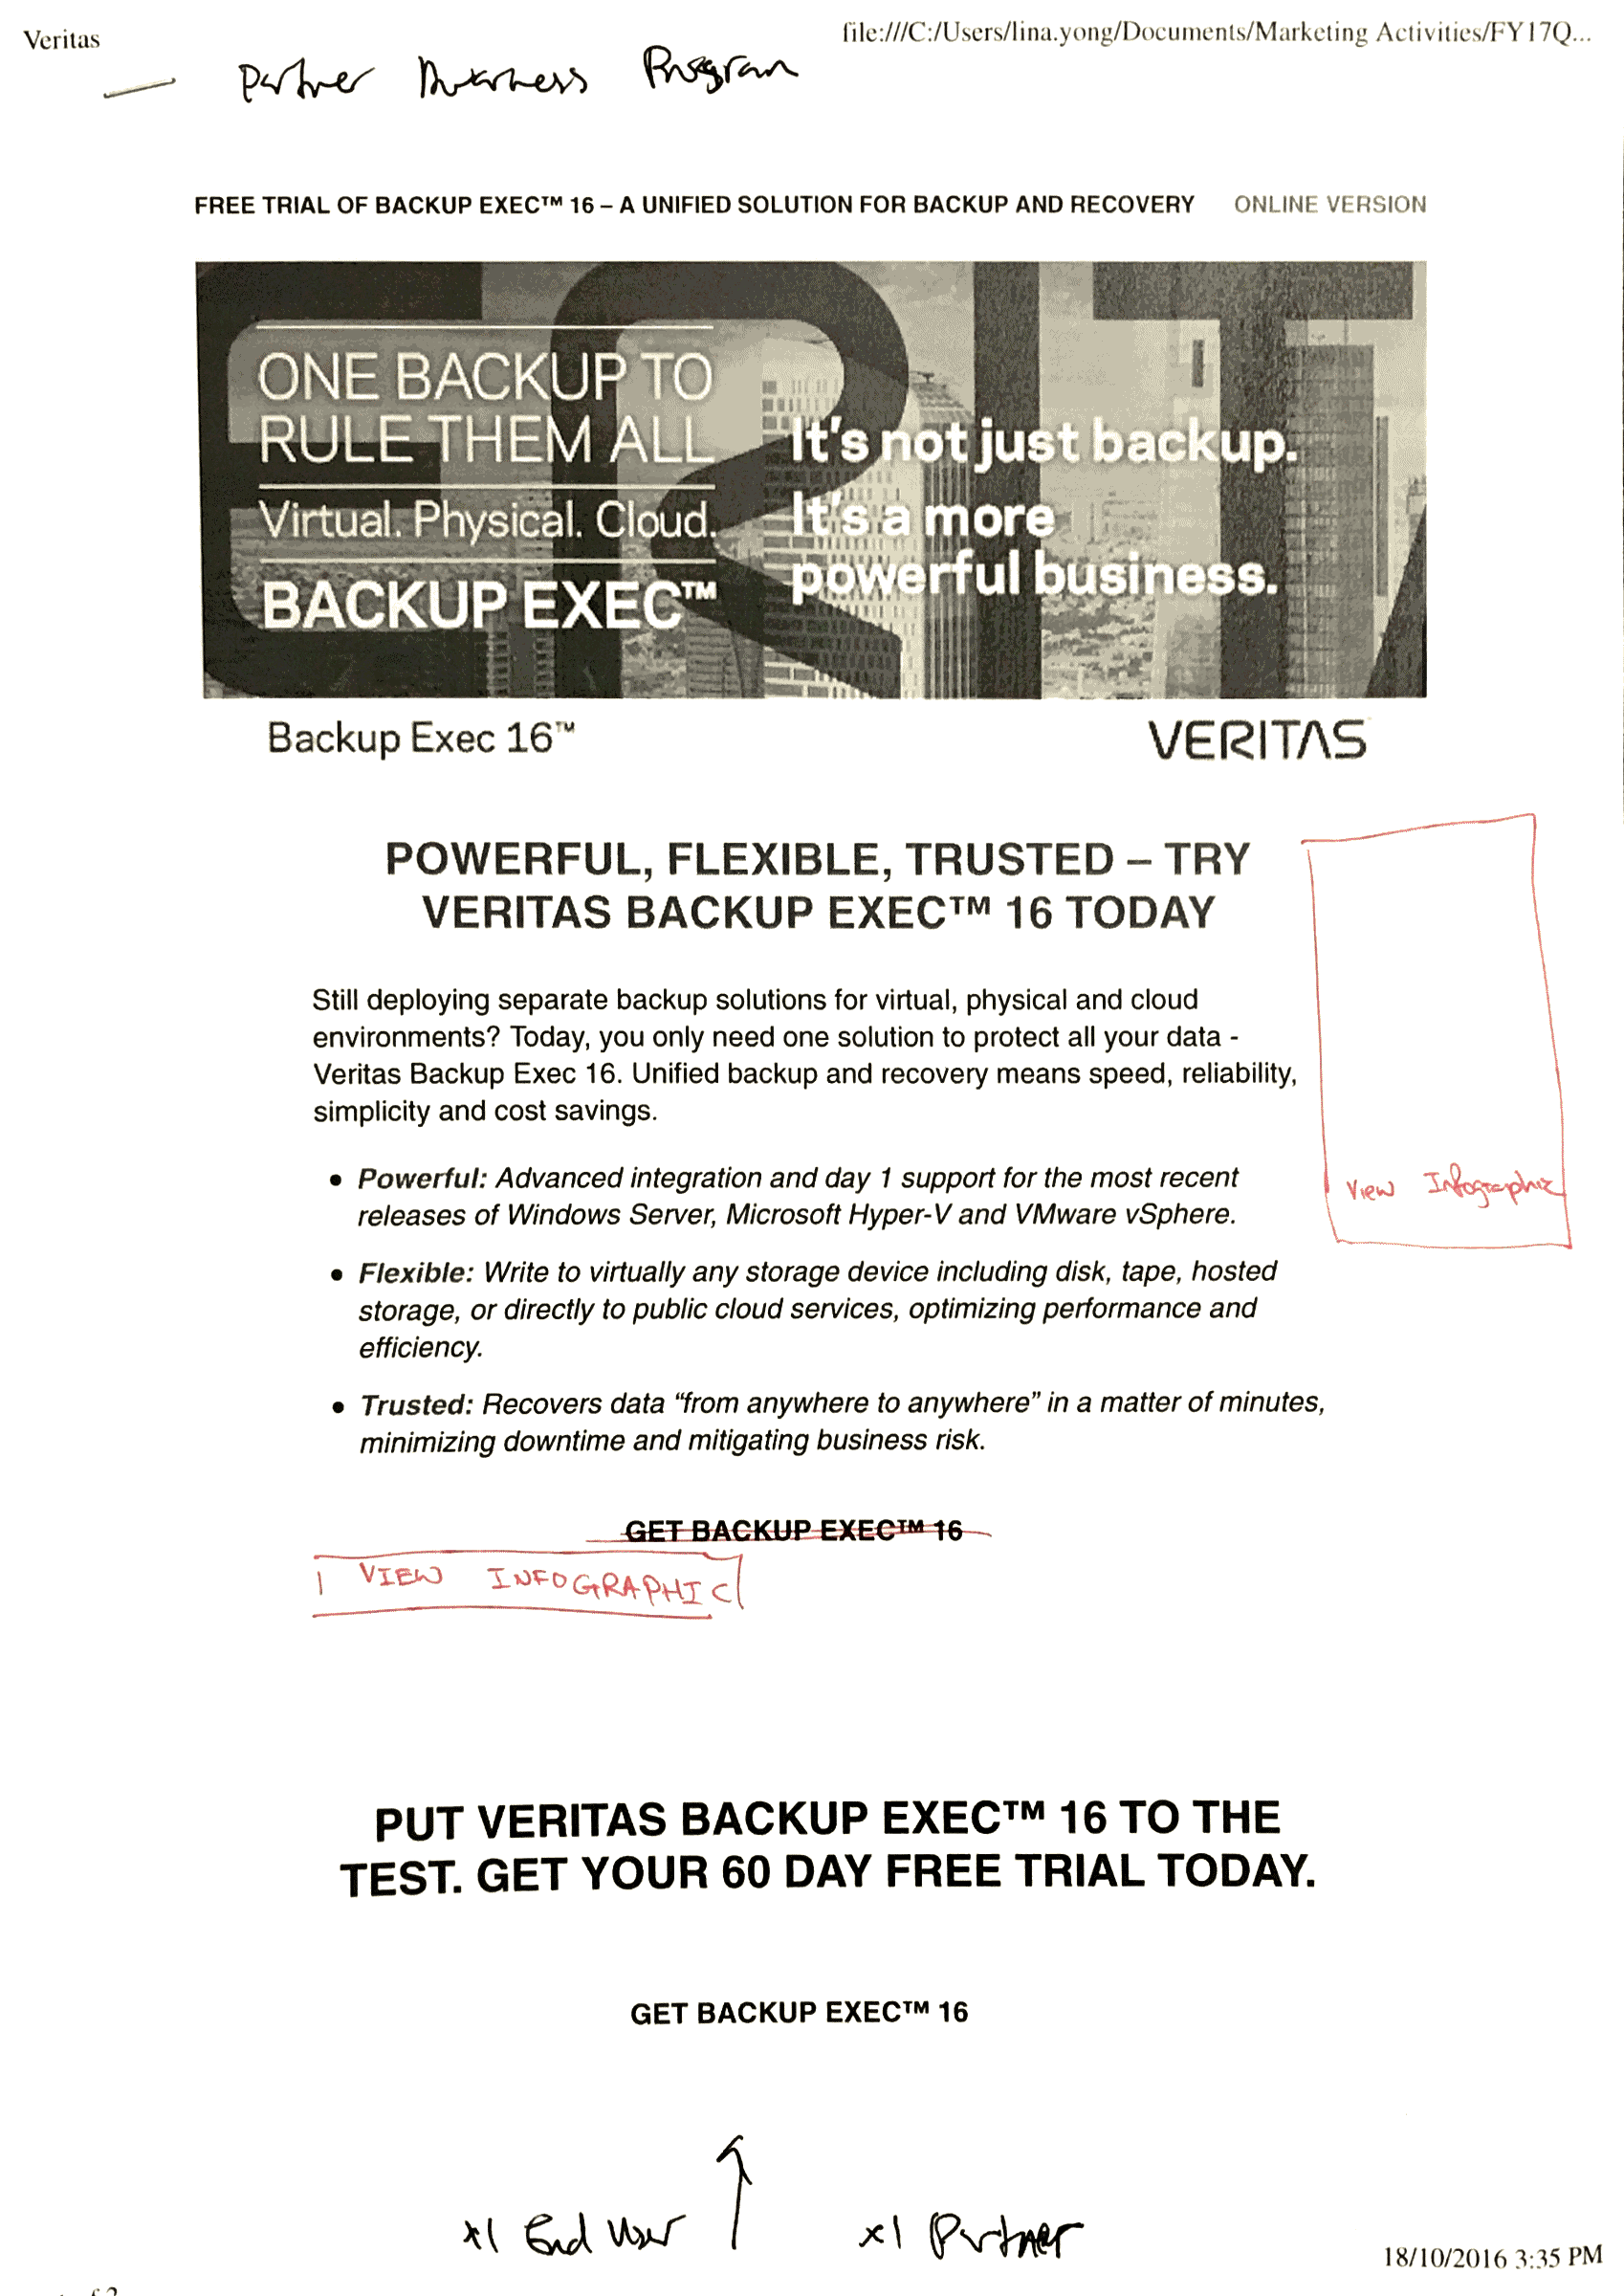 Veritas
file:///C:/Users/lina.yong/Documents/Marketing Activities/FY17Q...
Partner Awareness Program
FREE TRIAL OF BACKUP EXEC™ 16 – A UNIFIED SOLUTION FOR BACKUP AND RECOVERY ONLINE VERSION
ONE BACKUP TO
RULE THEM ALL
Virtual. Physical. Cloud.
BACKUP EXEC™
It's not just backup.
It's a more
powerful business.
Backup Exec 16™
VERITAS
POWERFUL, FLEXIBLE, TRUSTED – TRY
VERITAS BACKUP EXEC™ 16 TODAY
Still deploying separate backup solutions for virtual, physical and cloud
environments? Today, you only need one solution to protect all your data -
Veritas Backup Exec 16. Unified backup and recovery means speed, reliability,
simplicity and cost savings.
• Powerful: Advanced integration and day 1 support for the most recent
releases of Windows Server, Microsoft Hyper-V and VMware vSphere.
View Infographic
• Flexible: Write to virtually any storage device including disk, tape, hosted
storage, or directly to public cloud services, optimizing performance and
efficiency.
• Trusted: Recovers data “from anywhere to anywhere” in a matter of minutes,
minimizing downtime and mitigating business risk.
GET BACKUP EXEC™ 16
VIEW INFOGRAPHIC
PUT VERITAS BACKUP EXEC™ 16 TO THE
TEST. GET YOUR 60 DAY FREE TRIAL TODAY.
GET BACKUP EXEC™ 16
x1 End User
x1 Partner
18/10/2016 3:35 PM